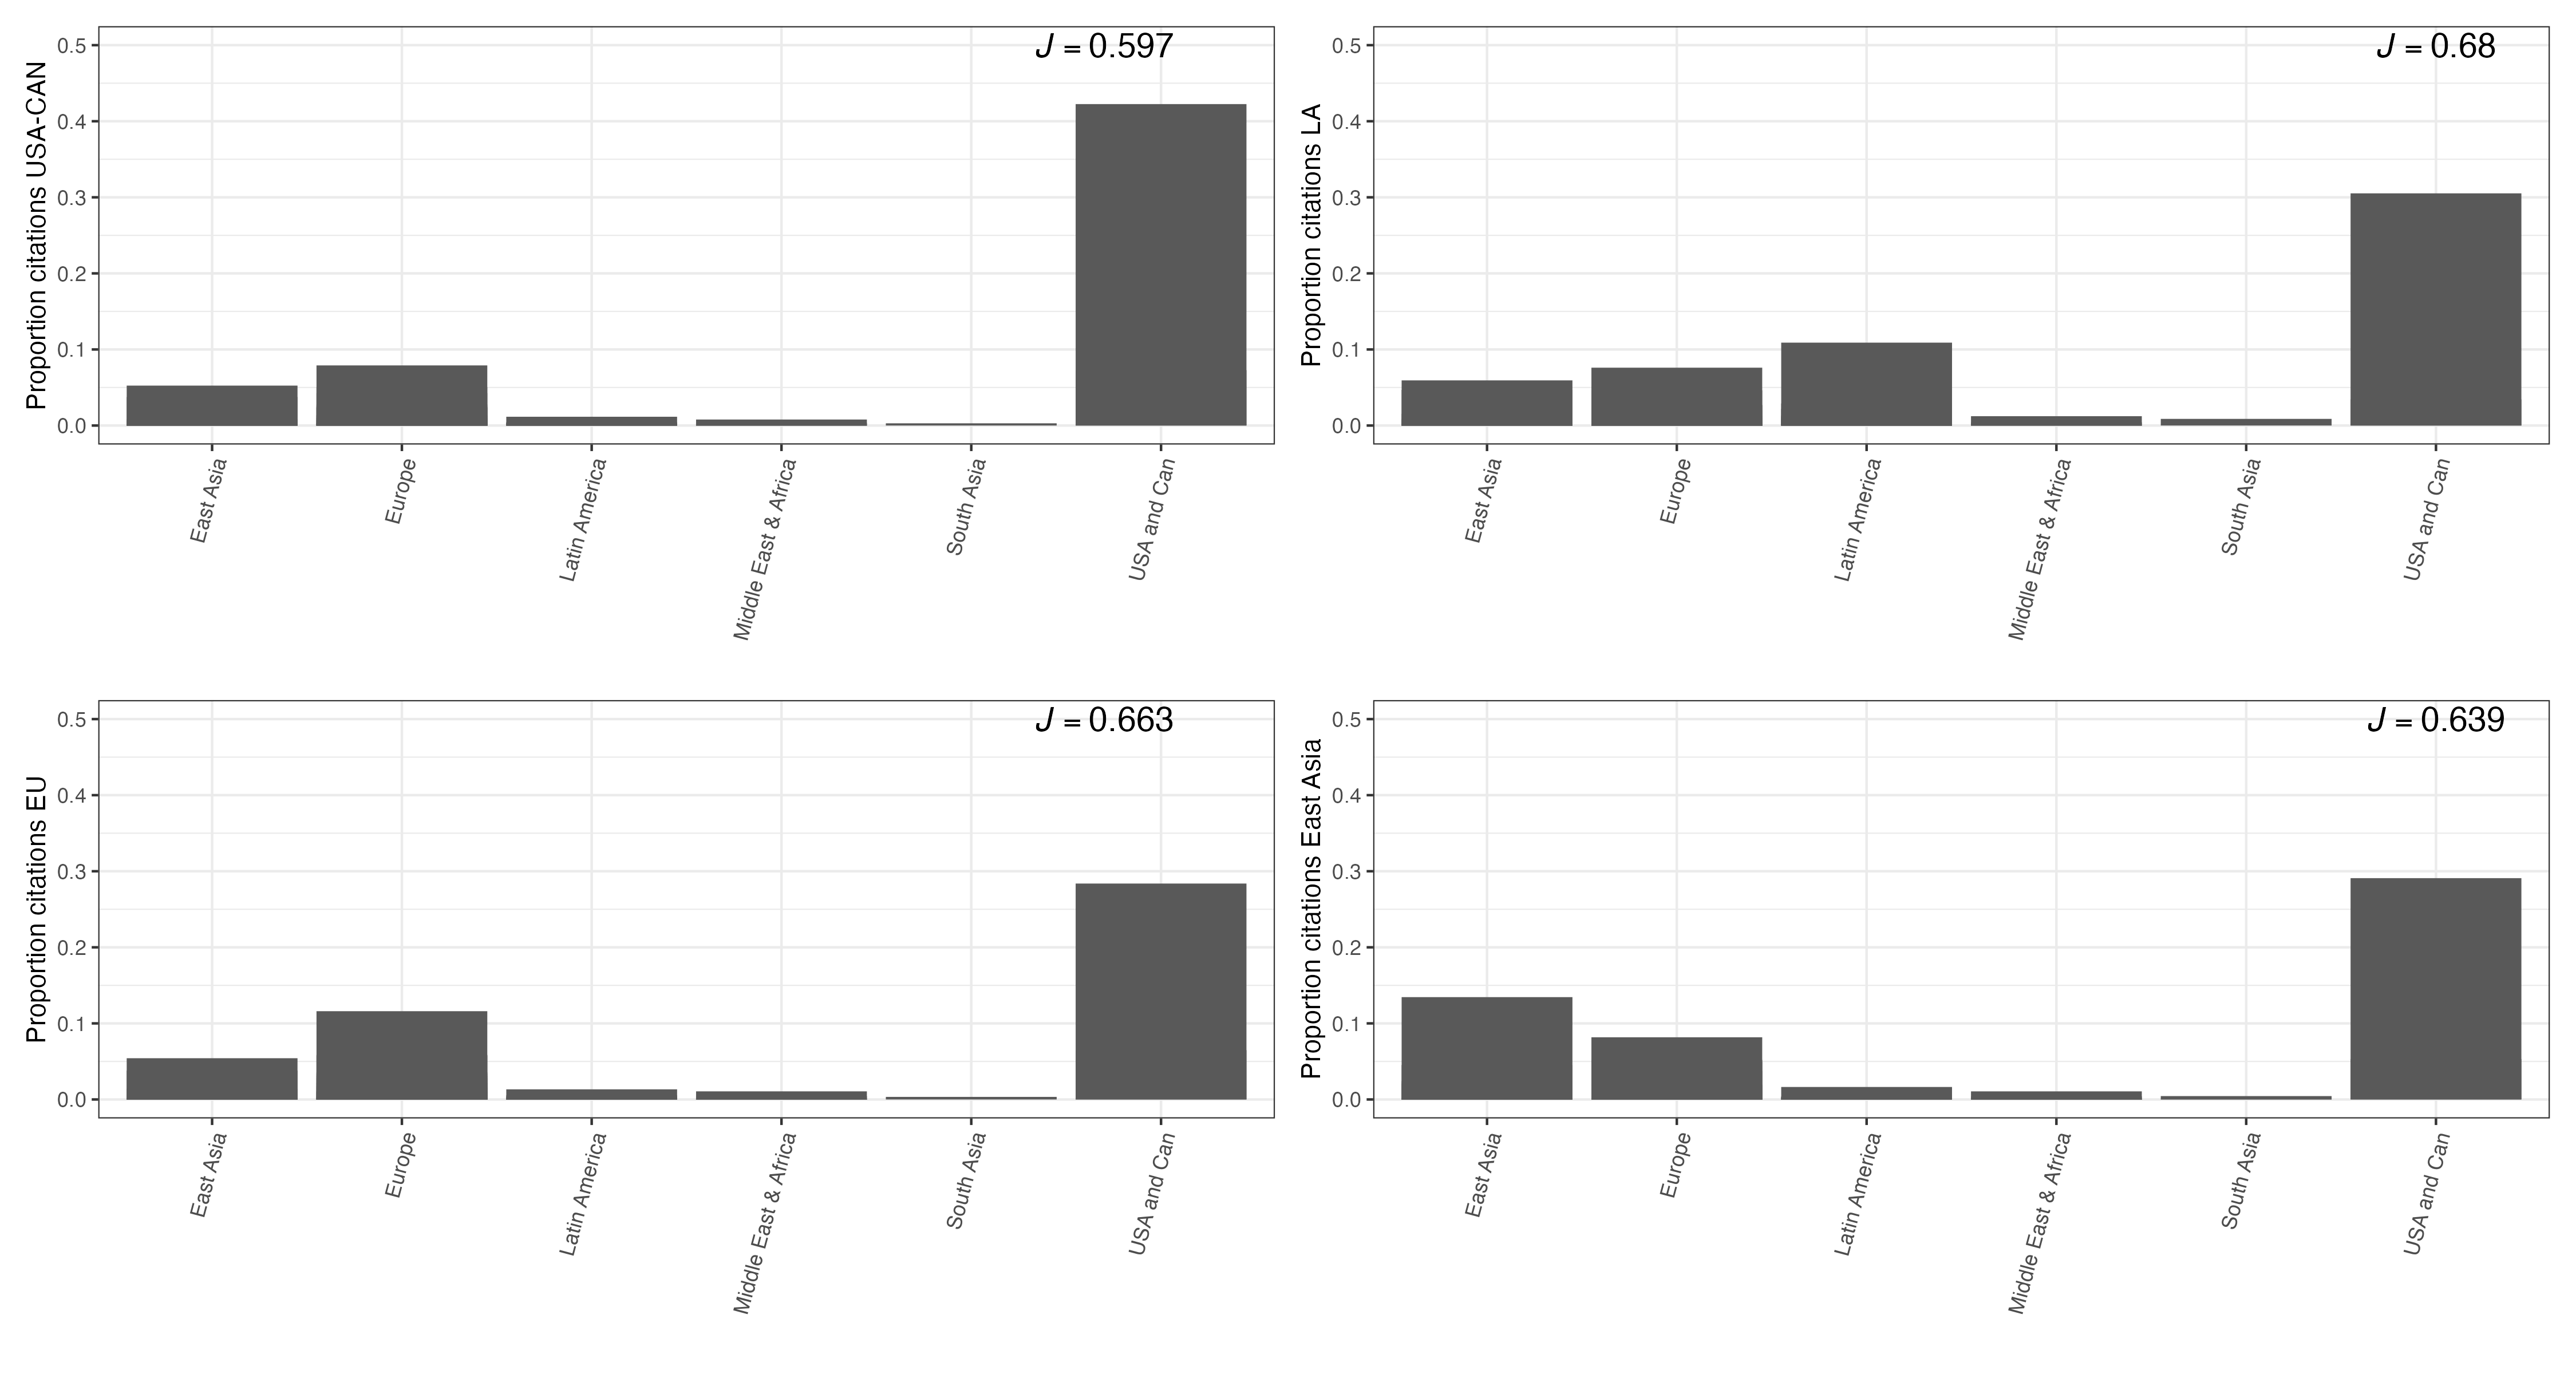 Proportion citations USA-CAN
0.5
0.4
0.3
0.2
0.1
0.0
J = 0.597
East Asia
Europe
Latin America
Middle East & Africa
South Asia
USA and Can
Proportion citations LA
0.5
0.4
0.3
0.2
0.1
0.0
J = 0.68
East Asia
Europe
Latin America
Middle East & Africa
South Asia
USA and Can
Proportion citations EU
0.5
0.4
0.3
0.2
0.1
0.0
J = 0.663
East Asia
Europe
Latin America
Middle East & Africa
South Asia
USA and Can
Proportion citations East Asia
0.5
0.4
0.3
0.2
0.1
0.0
J = 0.639
East Asia
Europe
Latin America
Middle East & Africa
South Asia
USA and Can